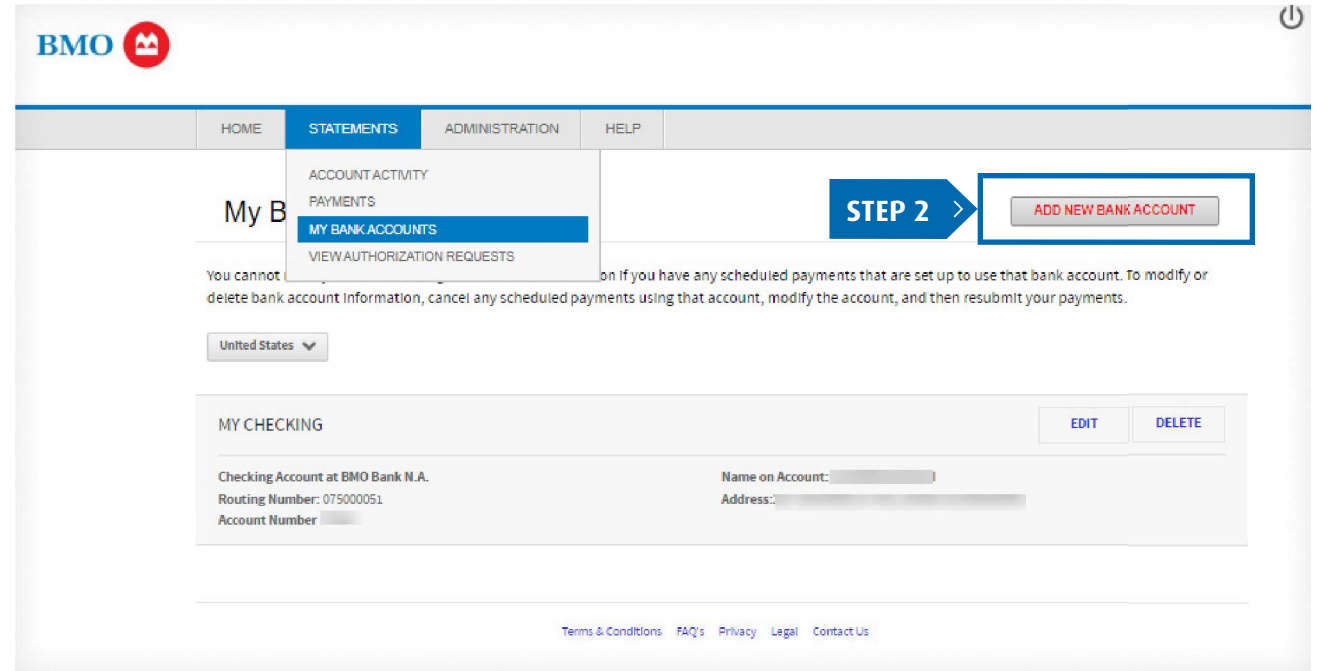 BMO
HOME STATEMENTS ADMINISTRATION HELP
ACCOUNT ACTIVITY
PAYMENTS
MY BANK ACCOUNTS
VIEW AUTHORIZATION REQUESTS
My B
STEP 2
ADD NEW BANK ACCOUNT
You cannot on if you have any scheduled payments that are set up to use that bank account. To modify or
delete bank account information, cancel any scheduled payments using that account, modify the account, and then resubmit your payments.
United States
MY CHECKING
EDIT DELETE
Checking Account at BMO Bank N.A. Name on Account:
Routing Number: 075000051 Address:
Account Number
Terms & Conditions FAQ's Privacy Legal Contact Us